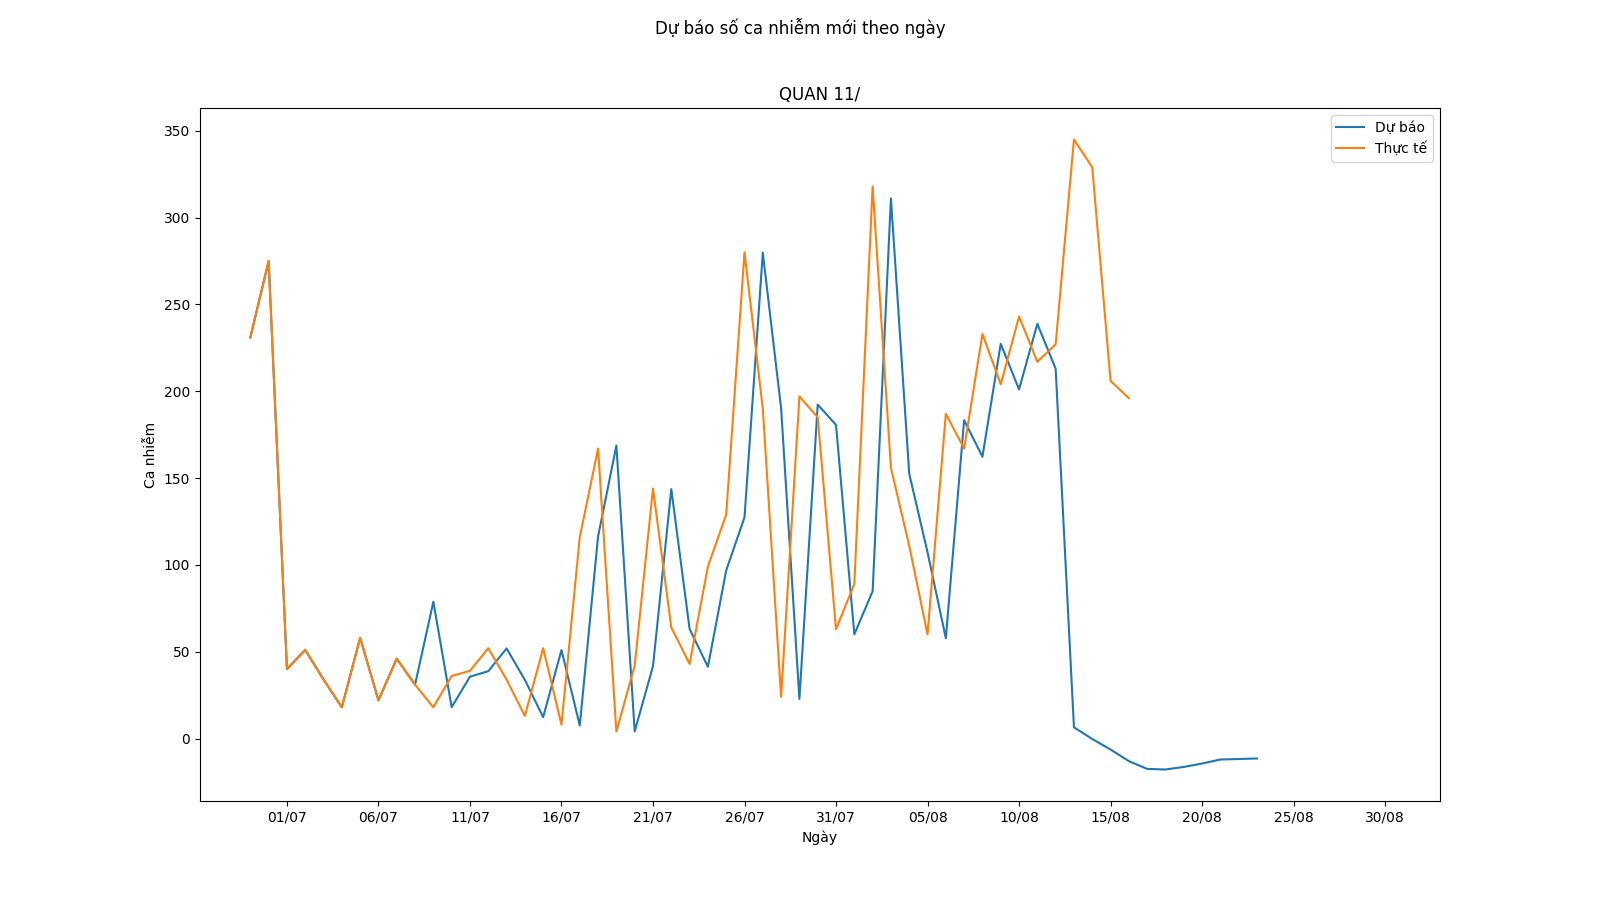 Dự báo số ca nhiễm mới theo ngày
QUAN 11/
Dự báo
Thực tế
350
300
250
200
150
100
50
0
Ca nhiễm
01/07 06/07 11/07 16/07 21/07 26/07 31/07 05/08 10/08 15/08 20/08 25/08 30/08
Ngày